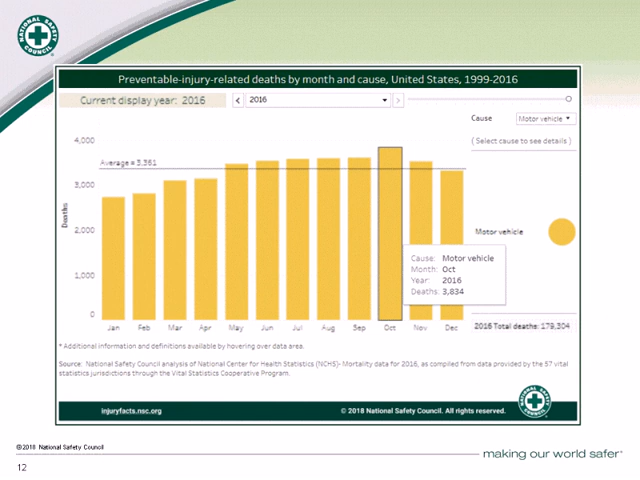 NATIONAL SAFETY COUNCIL
Preventable-injury-related deaths by month and cause, United States, 1999-2016
Current display year: 2016
< 2016 >
Cause
Motor vehicle
( Select cause to see details )
4,000
Average = 3,361
3,000
2,000
1,000
0
Deaths
Motor vehicle
Cause: Motor vehicle
Month: Oct
Year: 2016
Deaths: 3,834
Jan Feb Mar Apr May Jun Jul Aug Sep Oct Nov Dec
2016 Total deaths: 179,304
* Additional information and definitions available by hovering over data area.
Source: National Safety Council analysis of National Center for Health Statistics (NCHS)- Mortality data for 2016, as compiled from data provided by the 57 vital
statistics jurisdictions through the Vital Statistics Cooperative Program.
injuryfacts.nsc.org
© 2018 National Safety Council. All rights reserved.
NATIONAL SAFETY COUNCIL
©2018 National Safety Council
making our world safer
12